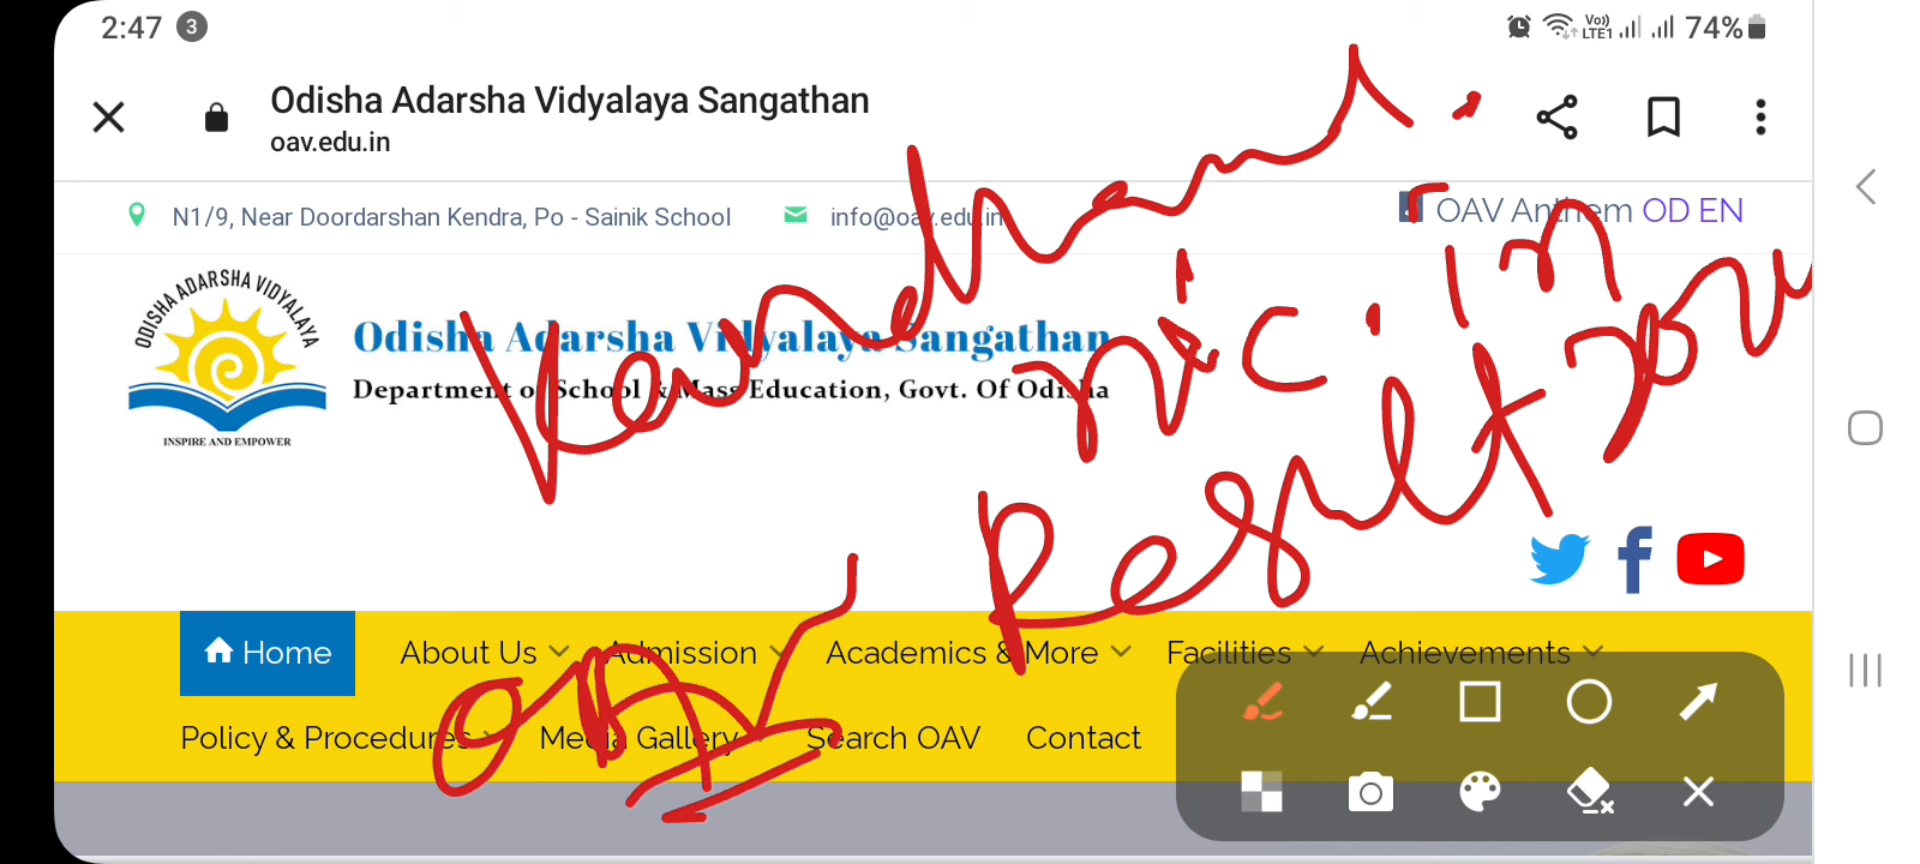 2:47 3 Voo) LTE1 74%
Odisha Adarsha Vidyalaya Sangathan
oav.edu.in
N1/9, Near Doordarshan Kendra, Po - Sainik School info@oav.edu.in OAV Anthem OD EN
ODISHA ADARSHA VIDYALAYA
INSPIRE AND EMPOWER
Odisha Adarsha Vidyalaya Sangathan
Department of School & Mass Education, Govt. Of Odisha
nic.in
Result
OAV
Home About Us Admission Academics & More Facilities Achievements
Policy & Procedures Media Gallery Search OAV Contact